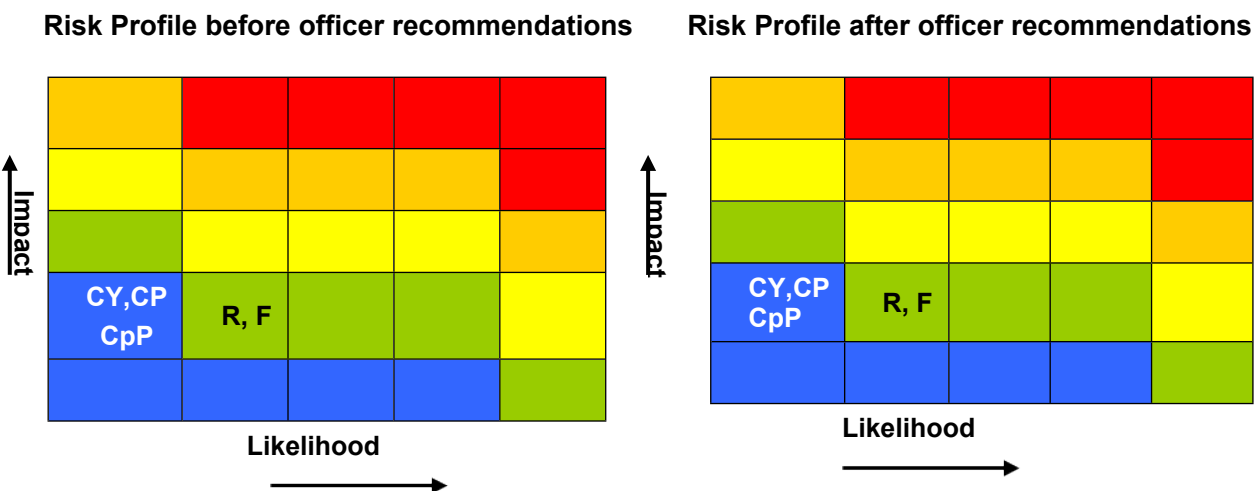 Risk Profile before officer recommendations
Impact
CY,CP
CpP
R, F
Likelihood
Risk Profile after officer recommendations
Impact
CY,CP
CpP
R, F
Likelihood